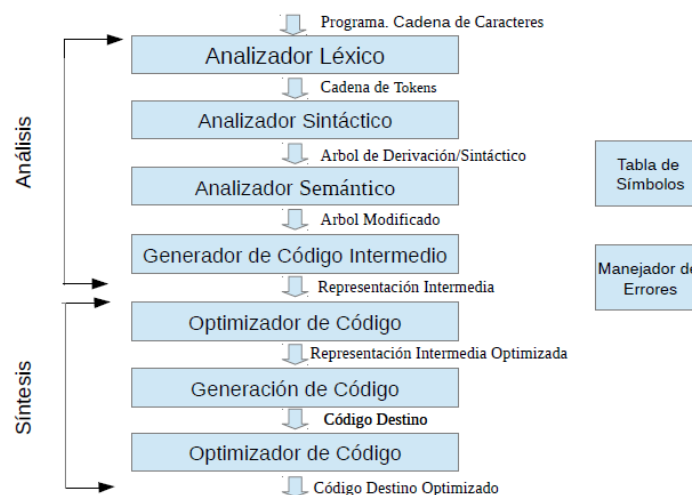 Programa. Cadena de Caracteres
Analizador Léxico
Cadena de Tokens
Analizador Sintáctico
Arbol de Derivación/Sintáctico
Analizador Semántico
Arbol Modificado
Generador de Código Intermedio
Representación Intermedia
Análisis
Optimizador de Código
Representación Intermedia Optimizada
Generación de Código
Código Destino
Optimizador de Código
Código Destino Optimizado
Síntesis
Tabla de
Símbolos
Manejador de
Errores